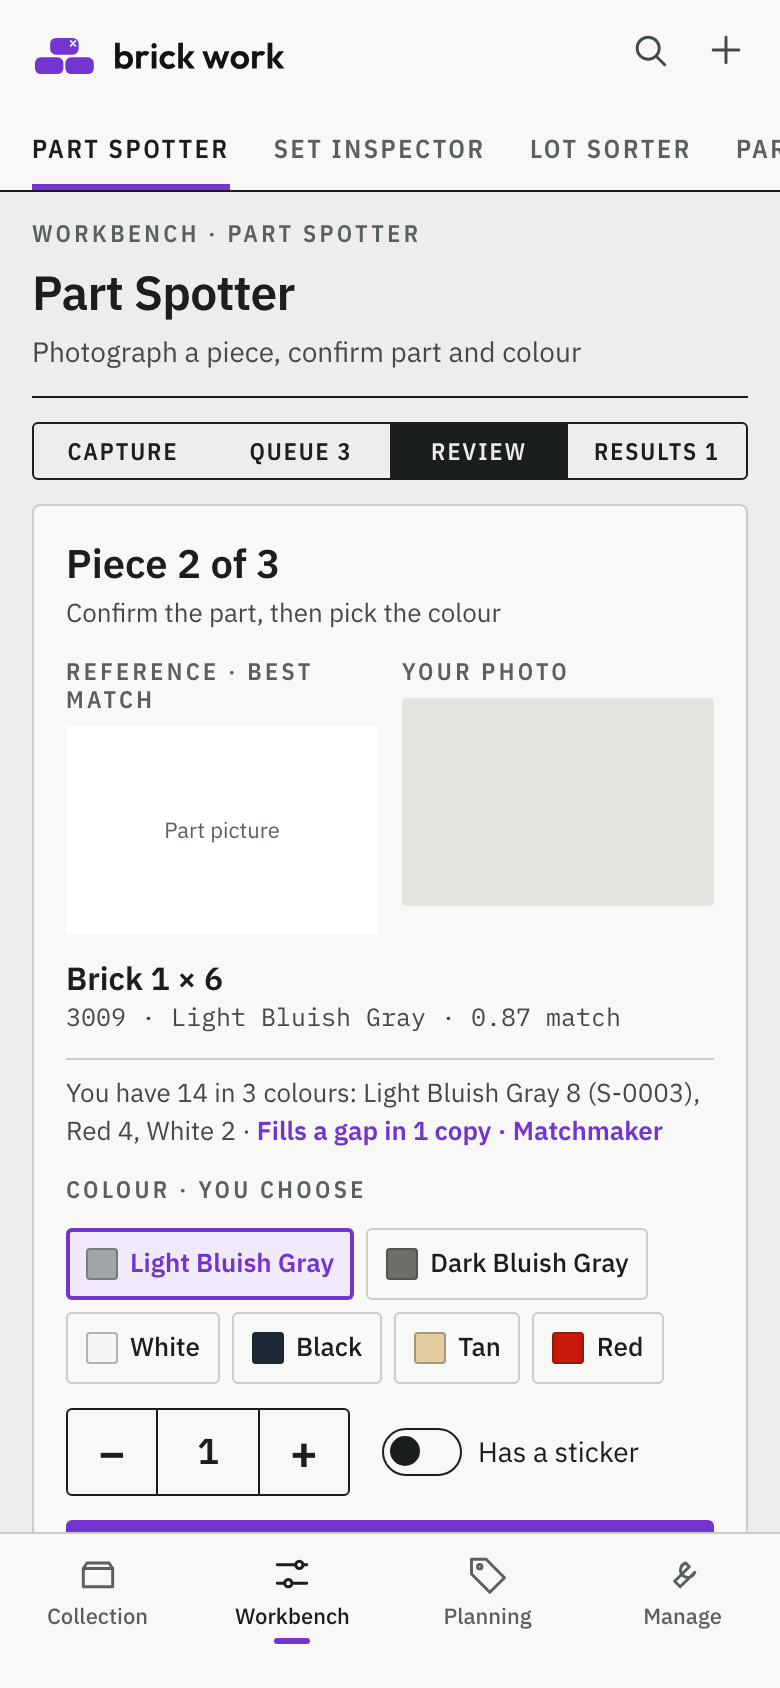 brick work
PART SPOTTER SET INSPECTOR LOT SORTER PAR
WORKBENCH · PART SPOTTER
Part Spotter
Photograph a piece, confirm part and colour
CAPTURE QUEUE 3 REVIEW RESULTS 1
Piece 2 of 3
Confirm the part, then pick the colour
REFERENCE · BEST
MATCH
YOUR PHOTO
Part picture
Brick 1 × 6
3009 · Light Bluish Gray · 0.87 match
You have 14 in 3 colours: Light Bluish Gray 8 (S-0003),
Red 4, White 2 · Fills a gap in 1 copy · Matchmaker
COLOUR · YOU CHOOSE
Light Bluish Gray Dark Bluish Gray
White Black Tan Red
− 1 + Has a sticker
Collection Workbench Planning Manage